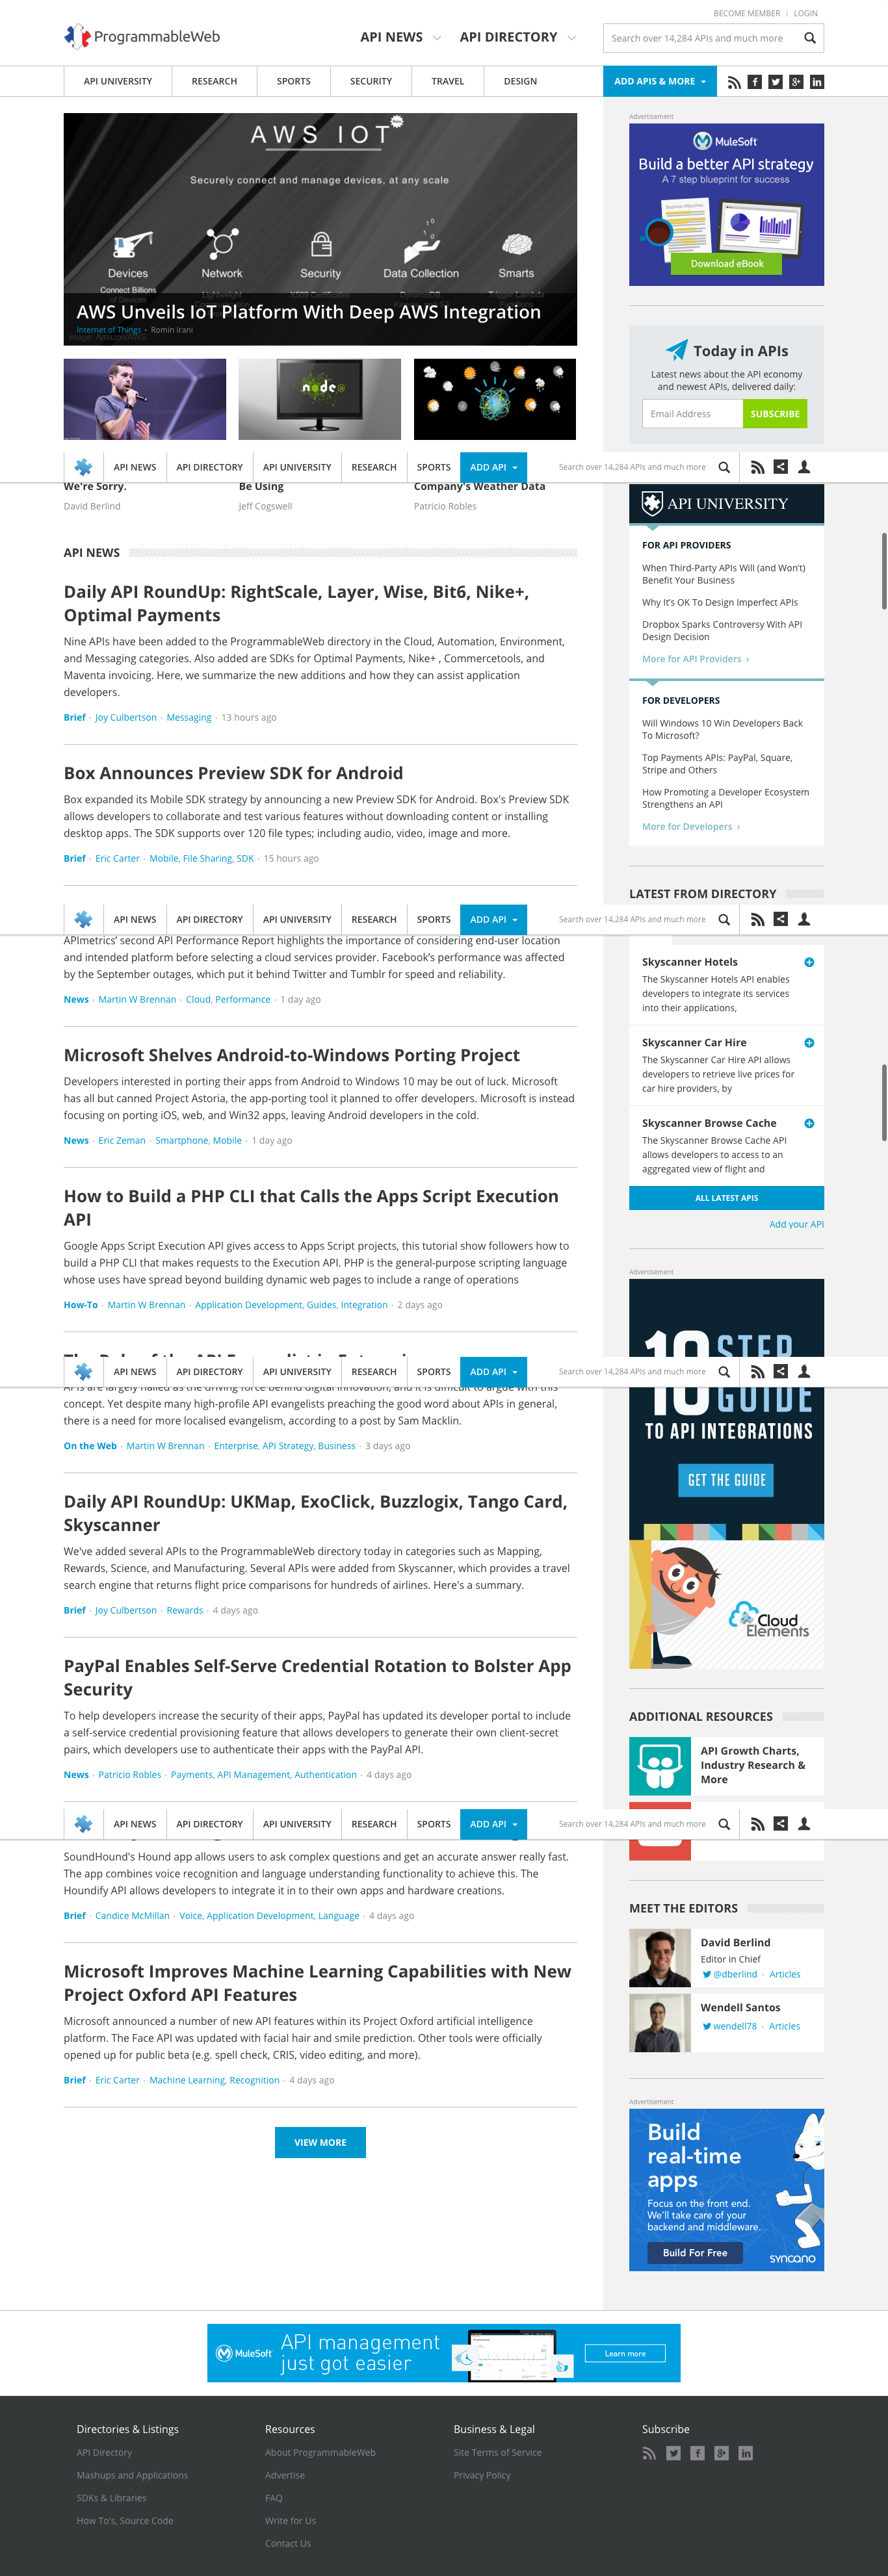 BECOME MEMBER | LOGIN
ProgrammableWeb
API NEWS
API DIRECTORY
Search over 14,284 APIs and much more
API UNIVERSITY
RESEARCH
SPORTS
SECURITY
TRAVEL
DESIGN
ADD APIS & MORE
AWS IOT
Securely connect and manage devices, at any scale
Devices
Network
Security
Data Collection
Smarts
Connect Billions
of Devices
Lightweight
X509 Certificates
DynamoDB
Trigger Lambda
AWS Unveils IoT Platform With Deep AWS Integration
Internet of Things • Romin Irani
Image: Amazon/AWS
node
We're Sorry.
David Berlind
Be Using
Jeff Cogswell
Company's Weather Data
Patricio Robles
Advertisement
MuleSoft
Build a better API strategy
A 7 step blueprint for success
Download eBook
Today in APIs
Latest news about the API economy
and newest APIs, delivered daily:
Email Address
SUBSCRIBE
API NEWS
API DIRECTORY
API UNIVERSITY
RESEARCH
SPORTS
ADD API
Search over 14,284 APIs and much more
API UNIVERSITY
FOR API PROVIDERS
When Third-Party APIs Will (and Won't)
Benefit Your Business
Why It's OK To Design Imperfect APIs
Dropbox Sparks Controversy With API
Design Decision
More for API Providers ›
FOR DEVELOPERS
Will Windows 10 Win Developers Back
To Microsoft?
Top Payments APIs: PayPal, Square,
Stripe and Others
How Promoting a Developer Ecosystem
Strengthens an API
More for Developers ›
API NEWS
Daily API RoundUp: RightScale, Layer, Wise, Bit6, Nike+,
Optimal Payments
Nine APIs have been added to the ProgrammableWeb directory in the Cloud, Automation, Environment,
and Messaging categories. Also added are SDKs for Optimal Payments, Nike+ , Commercetools, and
Maventa invoicing. Here, we summarize the new additions and how they can assist application
developers.
Brief · Joy Culbertson · Messaging · 13 hours ago
Box Announces Preview SDK for Android
Box expanded its Mobile SDK strategy by announcing a new Preview SDK for Android. Box's Preview SDK
allows developers to collaborate and test various features without downloading content or installing
desktop apps. The SDK supports over 120 file types; including audio, video, image and more.
Brief · Eric Carter · Mobile, File Sharing, SDK · 15 hours ago
LATEST FROM DIRECTORY
API NEWS
API DIRECTORY
API UNIVERSITY
RESEARCH
SPORTS
ADD API
Search over 14,284 APIs and much more
APImetrics' second API Performance Report highlights the importance of considering end-user location
and intended platform before selecting a cloud services provider. Facebook's performance was affected
by the September outages, which put it behind Twitter and Tumblr for speed and reliability.
News · Martin W Brennan · Cloud, Performance · 1 day ago
Microsoft Shelves Android-to-Windows Porting Project
Developers interested in porting their apps from Android to Windows 10 may be out of luck. Microsoft
has all but canned Project Astoria, the app-porting tool it planned to offer developers. Microsoft is instead
focusing on porting iOS, web, and Win32 apps, leaving Android developers in the cold.
News · Eric Zeman · Smartphone, Mobile · 1 day ago
How to Build a PHP CLI that Calls the Apps Script Execution
API
Google Apps Script Execution API gives access to Apps Script projects, this tutorial show followers how to
build a PHP CLI that makes requests to the Execution API. PHP is the general-purpose scripting language
whose uses have spread beyond building dynamic web pages to include a range of operations
How-To · Martin W Brennan · Application Development, Guides, Integration · 2 days ago
Skyscanner Hotels
The Skyscanner Hotels API enables
developers to integrate its services
into their applications,
Skyscanner Car Hire
The Skyscanner Car Hire API allows
developers to retrieve live prices for
car hire providers, by
Skyscanner Browse Cache
The Skyscanner Browse Cache API
allows developers to access to an
aggregated view of flight and
ALL LATEST APIS
Add your API
Advertisement
10 STEP
GUIDE
TO API INTEGRATIONS
GET THE GUIDE
Cloud
Elements
API NEWS
API DIRECTORY
API UNIVERSITY
RESEARCH
SPORTS
ADD API
Search over 14,284 APIs and much more
APIs are largely hailed as the driving force behind digital innovation, and it is difficult to argue with this
concept. Yet despite many high-profile API evangelists preaching the good word about APIs in general,
there is a need for more localised evangelism, according to a post by Sam Macklin.
On the Web · Martin W Brennan · Enterprise, API Strategy, Business · 3 days ago
Daily API RoundUp: UKMap, ExoClick, Buzzlogix, Tango Card,
Skyscanner
We've added several APIs to the ProgrammableWeb directory today in categories such as Mapping,
Rewards, Science, and Manufacturing. Several APIs were added from Skyscanner, which provides a travel
search engine that returns flight price comparisons for hundreds of airlines. Here's a summary.
Brief · Joy Culbertson · Rewards · 4 days ago
PayPal Enables Self-Serve Credential Rotation to Bolster App
Security
To help developers increase the security of their apps, PayPal has updated its developer portal to include
a self-service credential provisioning feature that allows developers to generate their own client-secret
pairs, which developers use to authenticate their apps with the PayPal API.
News · Patricio Robles · Payments, API Management, Authentication · 4 days ago
ADDITIONAL RESOURCES
API Growth Charts,
Industry Research &
More
API NEWS
API DIRECTORY
API UNIVERSITY
RESEARCH
SPORTS
ADD API
Search over 14,284 APIs and much more
SoundHound's Hound app allows users to ask complex questions and get an accurate answer really fast.
The app combines voice recognition and language understanding functionality to achieve this. The
Houndify API allows developers to integrate it in to their own apps and hardware creations.
Brief · Candice McMillan · Voice, Application Development, Language · 4 days ago
Microsoft Improves Machine Learning Capabilities with New
Project Oxford API Features
Microsoft announced a number of new API features within its Project Oxford artificial intelligence
platform. The Face API was updated with facial hair and smile prediction. Other tools were officially
opened up for public beta (e.g. spell check, CRIS, video editing, and more).
Brief · Eric Carter · Machine Learning, Recognition · 4 days ago
VIEW MORE
MEET THE EDITORS
David Berlind
Editor in Chief
@dberlind · Articles
Wendell Santos
wendell78 · Articles
Advertisement
Build
real-time
apps
Focus on the front end.
We'll take care of your
backend and middleware.
Build For Free
syncano
MuleSoft
API management
just got easier
Learn more
Directories & Listings
API Directory
Mashups and Applications
SDKs & Libraries
How To's, Source Code
Resources
About ProgrammableWeb
Advertise
FAQ
Write for Us
Contact Us
Business & Legal
Site Terms of Service
Privacy Policy
Subscribe